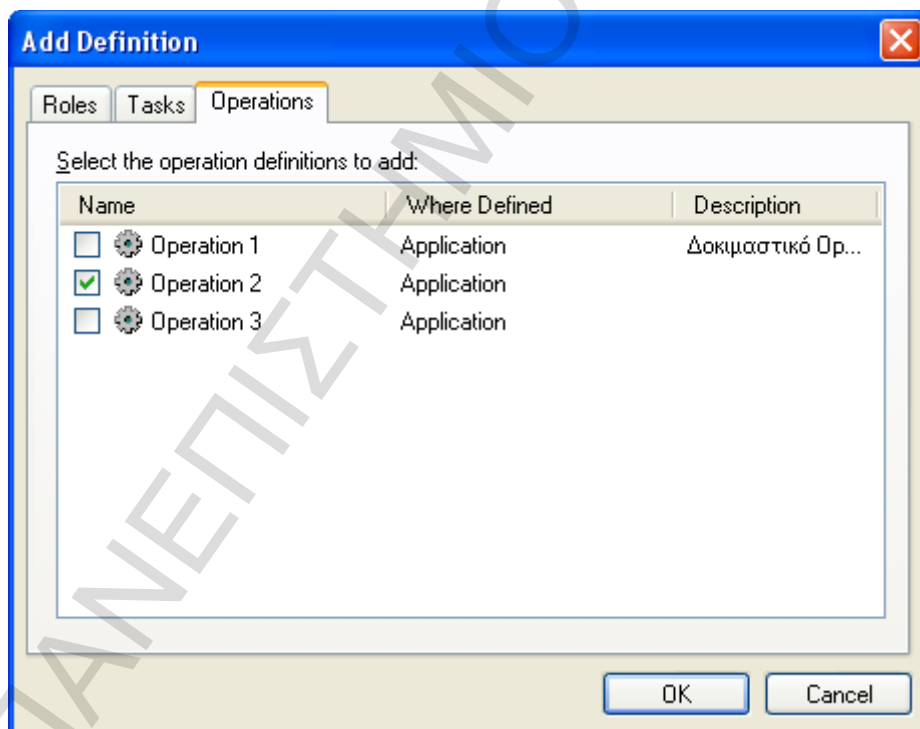 Add Definition
Roles Tasks Operations
Select the operation definitions to add:
Name Where Defined Description
Operation 1 Application Δοκιμαστικό Op...
Operation 2 Application
Operation 3 Application
OK Cancel
ΠΑΝΕΠΙΣΤΗΜΙΟ